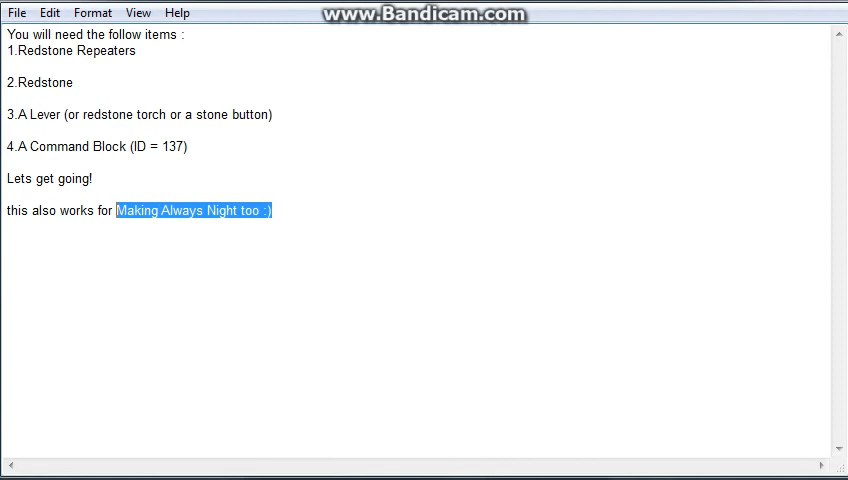 www.Bandicam.com
File Edit Format View Help
You will need the follow items :
1.Redstone Repeaters
2.Redstone
3.A Lever (or redstone torch or a stone button)
4.A Command Block (ID = 137)
Lets get going!
this also works for Making Always Night too :)